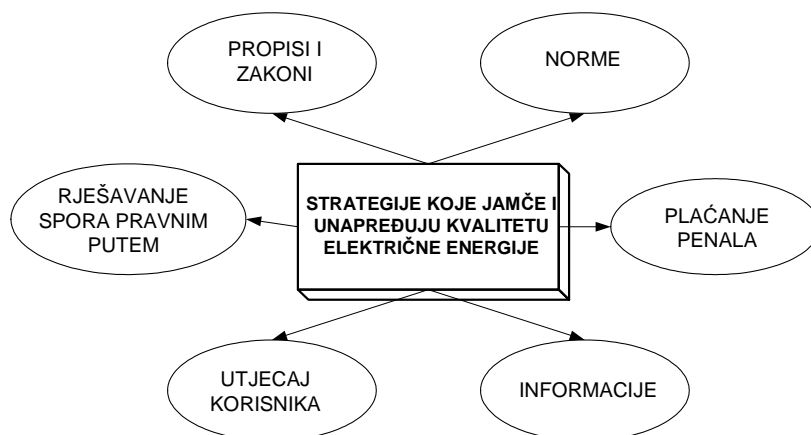 PROPISI I
ZAKONI
NORME
RJEŠAVANJE
SPORA PRAVNIM
PUTEM
STRATEGIJE KOJE JAMČE I
UNAPREĐUJU KVALITETU
ELEKTRIČNE ENERGIJE
PLAĆANJE
PENALA
UTJECAJ
KORISNIKA
INFORMACIJE